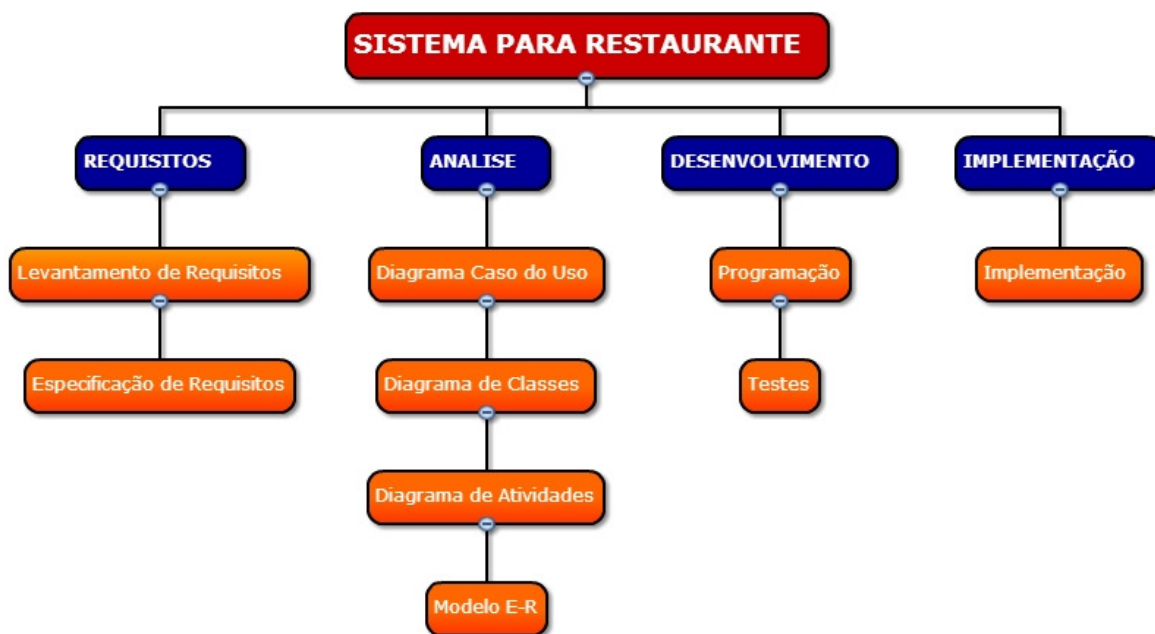 SISTEMA PARA RESTAURANTE
REQUISITOS
ANALISE
DESENVOLVIMENTO
IMPLEMENTAÇÃO
Levantamento de Requisitos
Diagrama Caso do Uso
Programação
Implementação
Especificação de Requisitos
Diagrama de Classes
Testes
Diagrama de Atividades
Modelo E-R